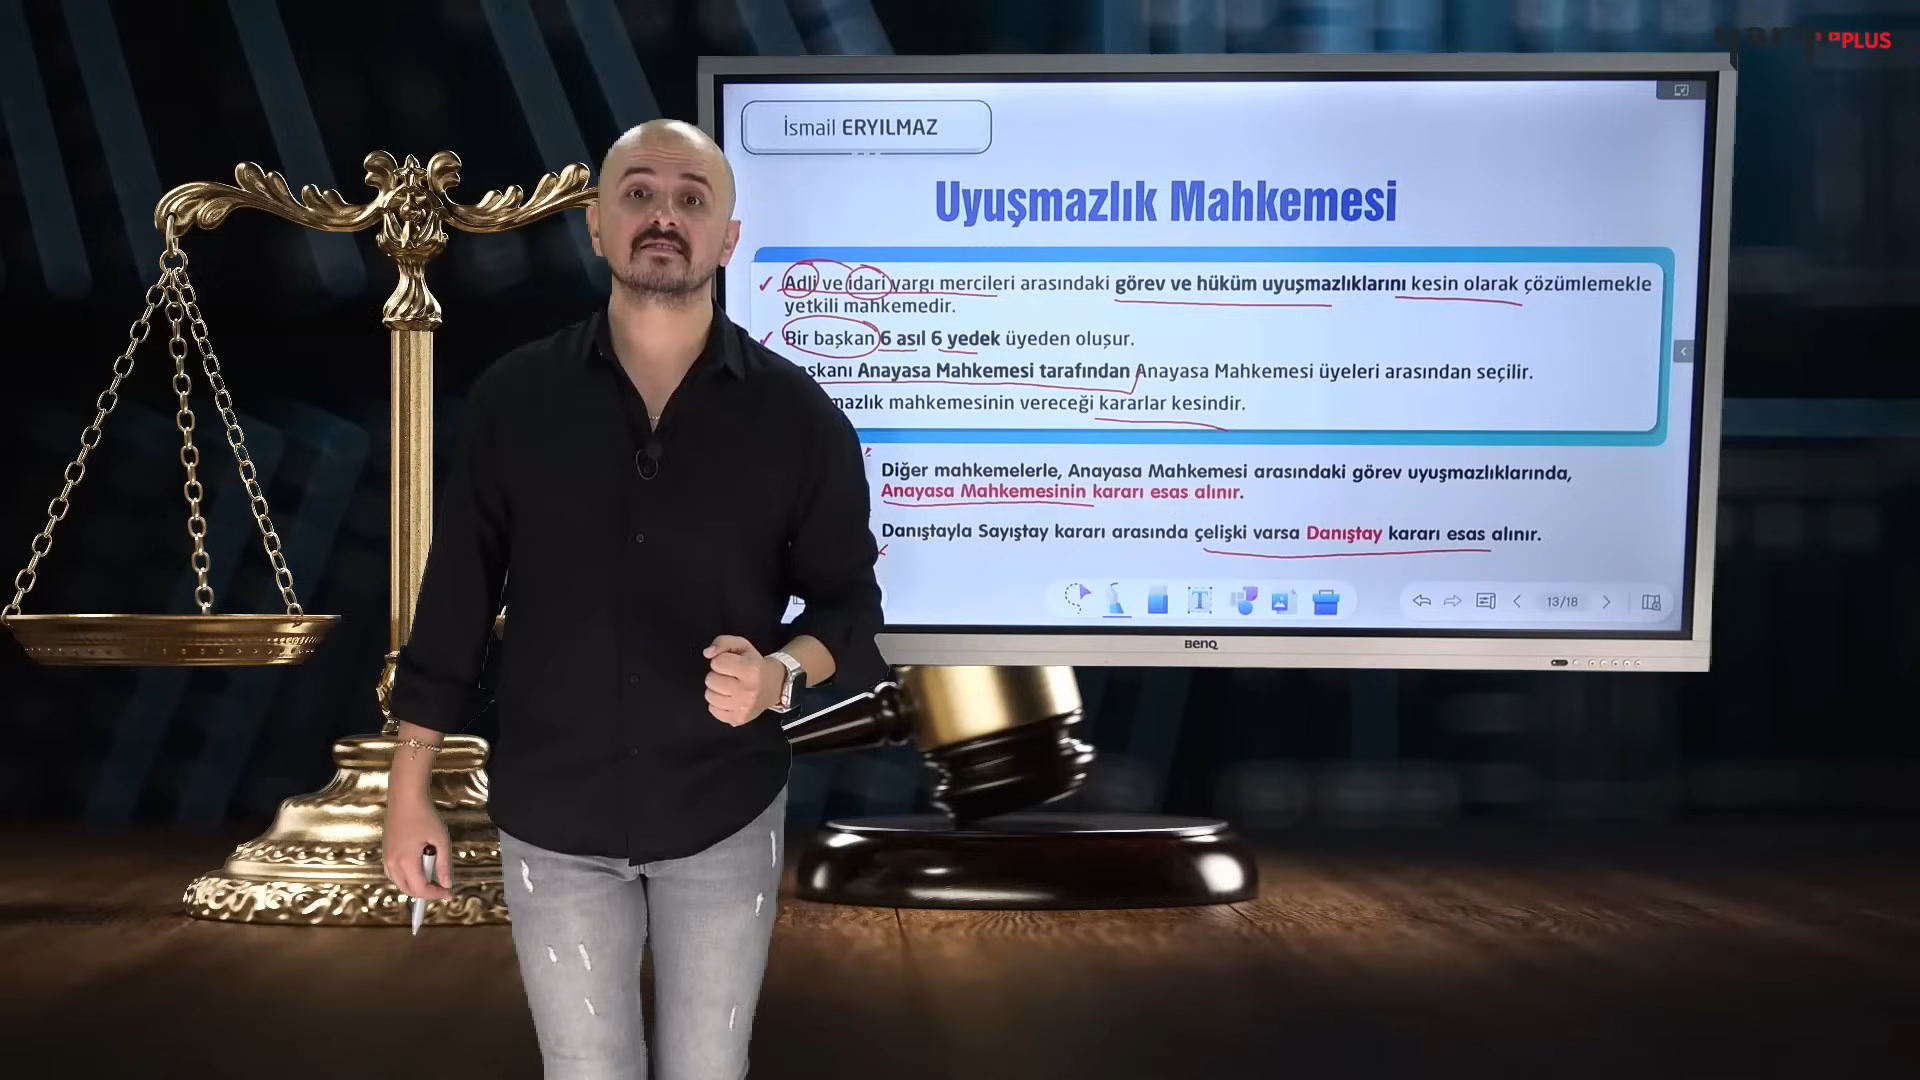 PLUS
İsmail ERYILMAZ
Uyuşmazlık Mahkemesi
✓ Adli ve idari yargı mercileri arasındaki görev ve hüküm uyuşmazlıklarını kesin olarak çözümlemekle
yetkili mahkemedir.
✓ Bir başkan 6 asıl 6 yedek üyeden oluşur.
Anayasa Mahkemesi tarafından Anayasa Mahkemesi üyeleri arasından seçilir.
mahkemesinin vereceği kararlar kesindir.
Diğer mahkemelerle, Anayasa Mahkemesi arasındaki görev uyuşmazlıklarında,
Anayasa Mahkemesinin kararı esas alınır.
Danıştayla Sayıştay kararı arasında çelişki varsa Danıştay kararı esas alınır.
13/18
BenQ